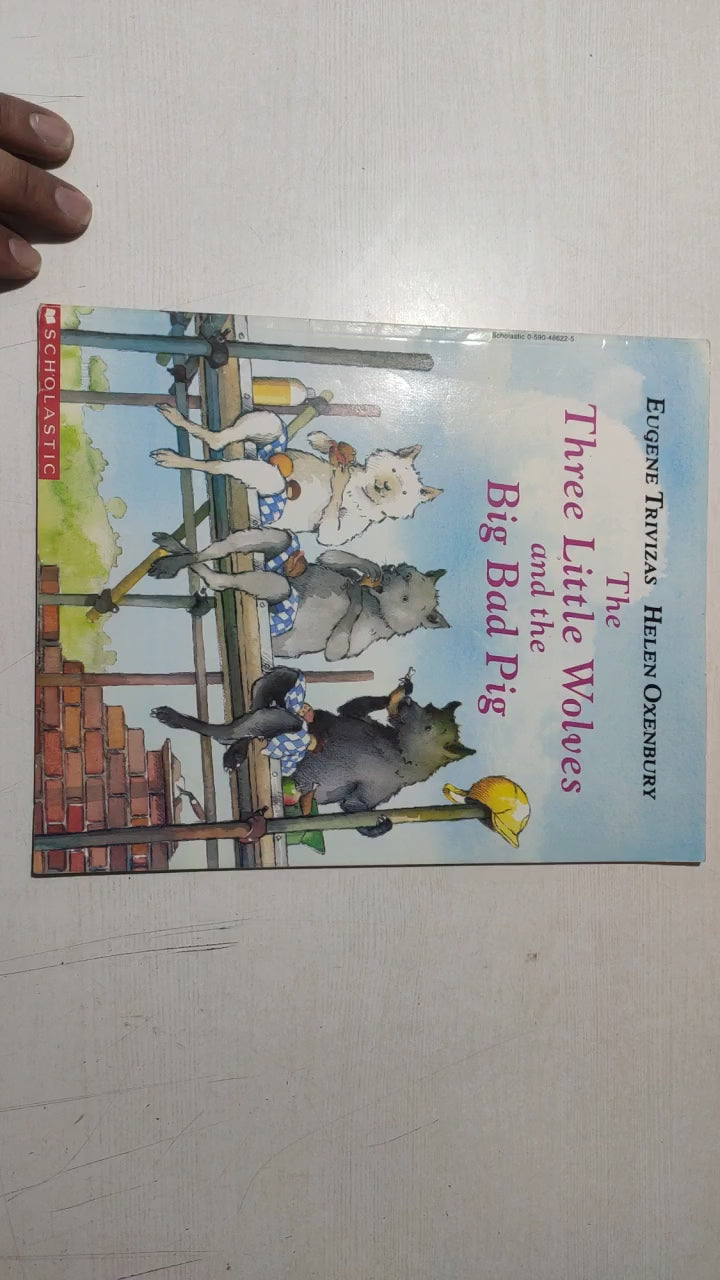 Scholastic 0-590-48622-5
EUGENE TRIVIZAS HELEN OXENBURY
The
Three Little Wolves
and the
Big Bad Pig
SCHOLASTIC